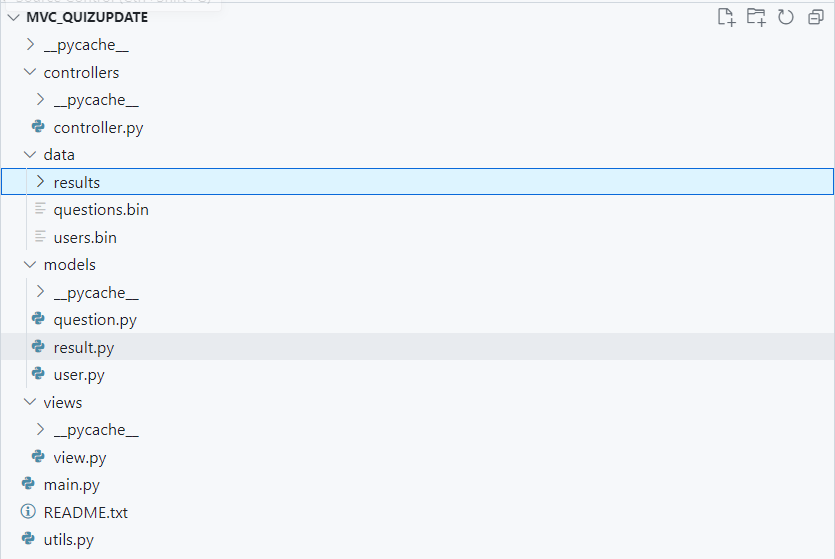 MVC_QUIZUPDATE
__pycache__
controllers
__pycache__
controller.py
data
results
questions.bin
users.bin
models
__pycache__
question.py
result.py
user.py
views
__pycache__
view.py
main.py
README.txt
utils.py